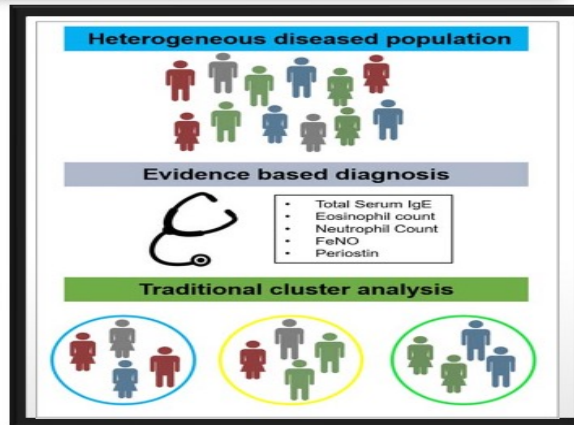 Heterogeneous diseased population
Evidence based diagnosis
• Total Serum IgE
• Eosinophil count
• Neutrophil Count
• FeNO
• Periostin
Traditional cluster analysis